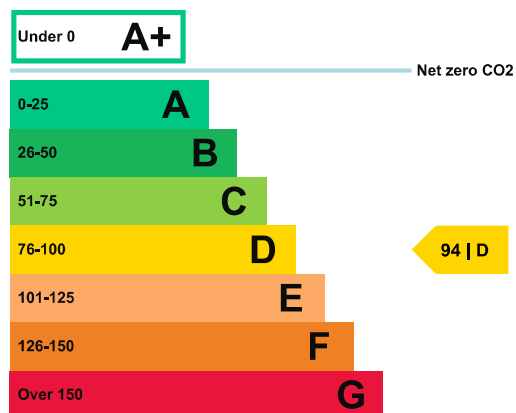 Under 0 A+
Net zero CO2
0-25 A
26-50 B
51-75 C
76-100 D
94 | D
101-125 E
126-150 F
Over 150 G